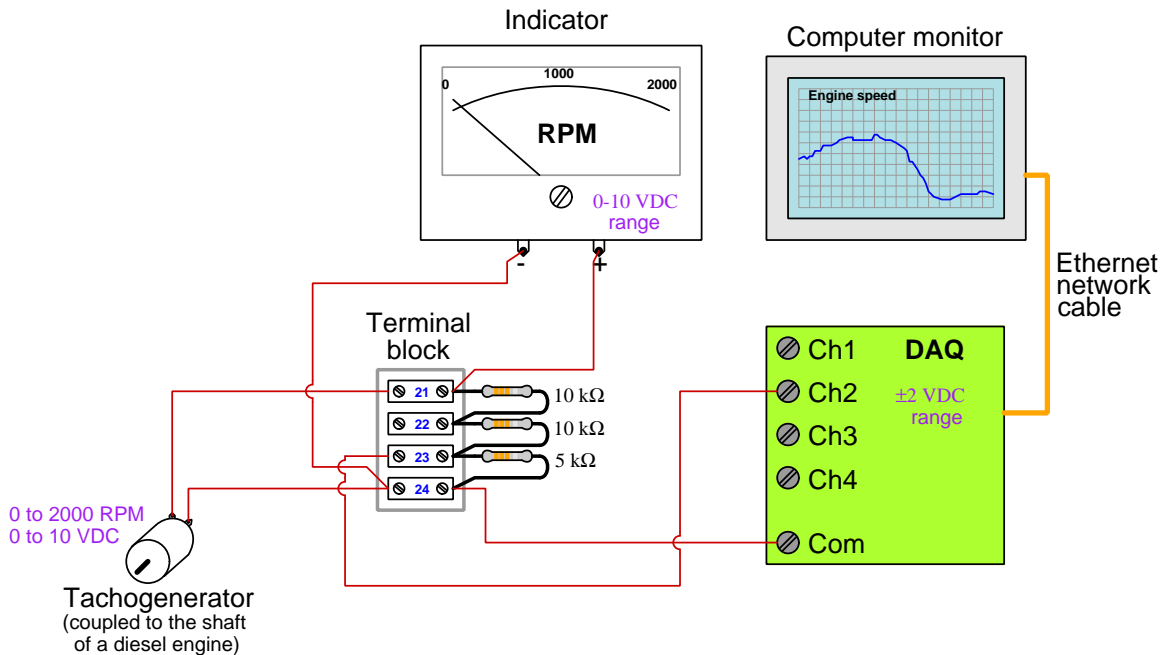 Indicator
Computer monitor
0
1000
2000
RPM
0-10 VDC
range
-
+
Engine speed
Ethernet
network
cable
Terminal
block
21
22
23
24
10 kΩ
10 kΩ
5 kΩ
Ch1
DAQ
Ch2
±2 VDC
range
Ch3
Ch4
Com
0 to 2000 RPM
0 to 10 VDC
Tachogenerator
(coupled to the shaft
of a diesel engine)